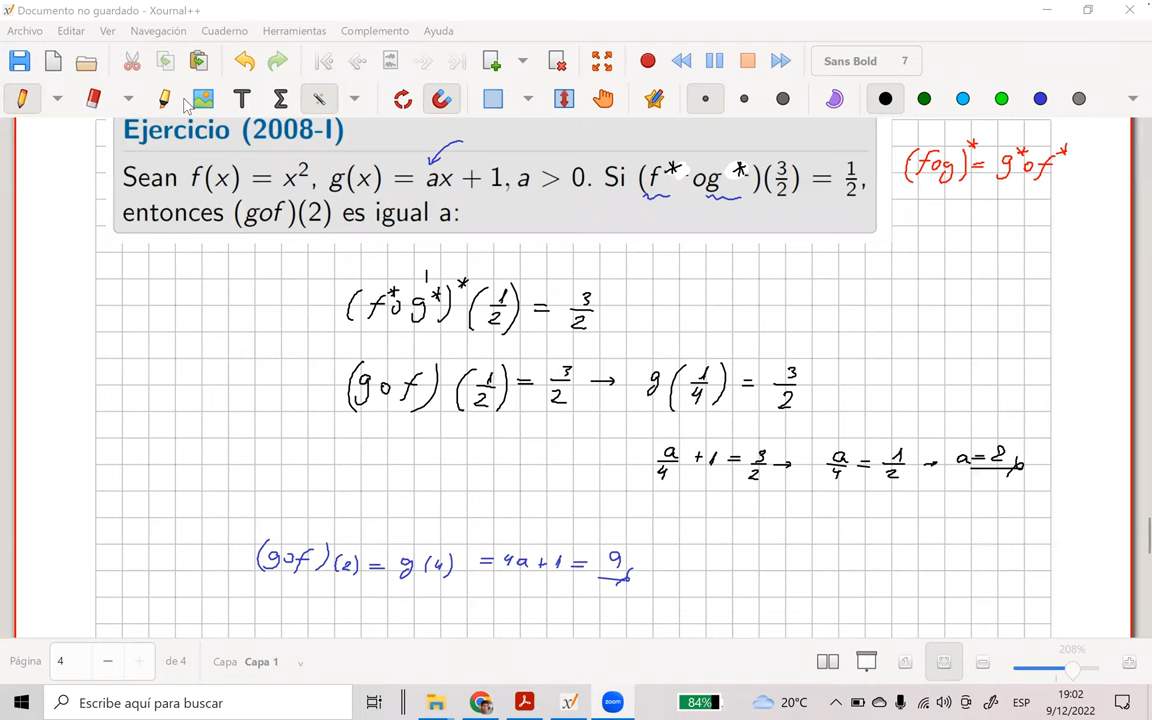 Documento no guardado - Xournal++
Archivo Editar Ver Navegación Cuaderno Herramientas Complemento Ayuda
Sans Bold 7
Ejercicio (2008-I)
Sean f(x) = x², g(x) = ax + 1, a > 0. Si (f* og*)(3/2) = 1/2,
entonces (gof)(2) es igual a:
(fog)* = g* o f*
(f* o g*)* (1/2) = 3/2
(g o f) (1/2) = 3/2 → g(1/4) = 3/2
a/4 + 1 = 3/2 → a/4 = 1/2 → a = 2
(gof)(2) = g(4) = 4a + 1 = 9
Página 4 de 4 Capa Capa 1
208%
Escribe aquí para buscar
zoom
84%
20°C
ESP
19:02
9/12/2022